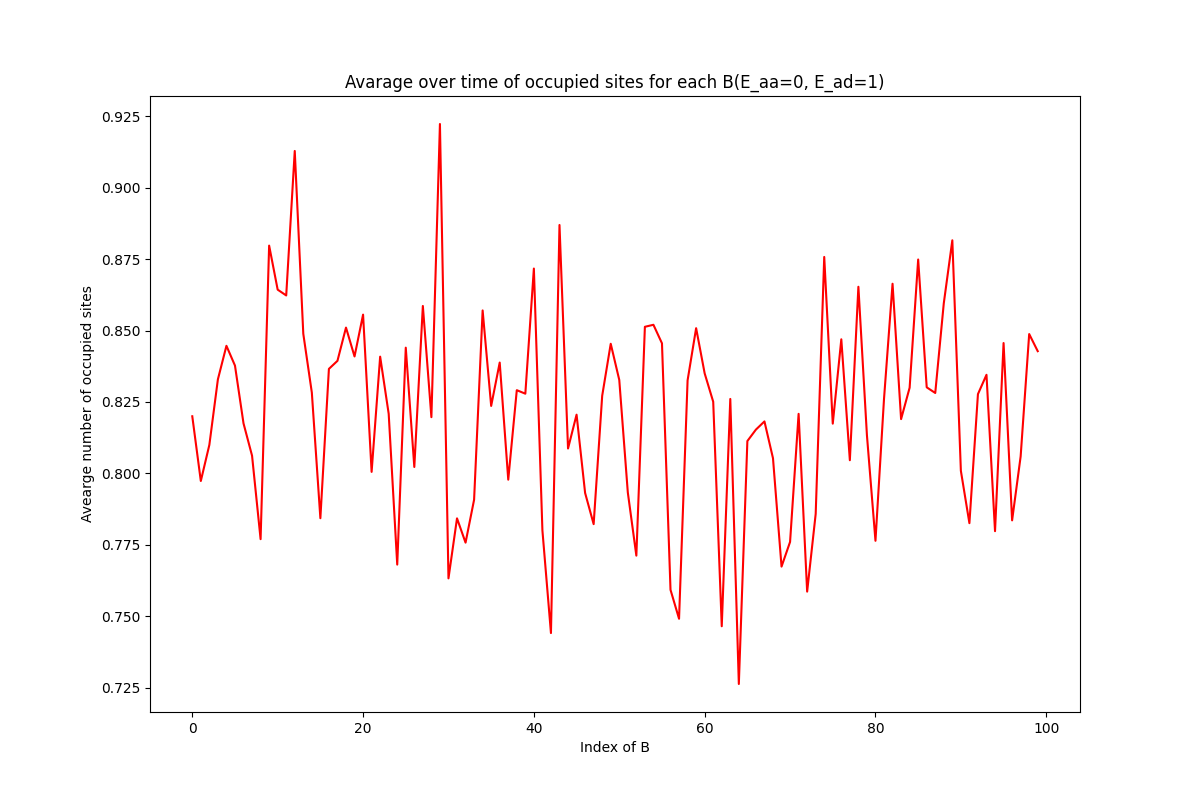 Avarage over time of occupied sites for each B(E_aa=0, E_ad=1)
0.925
0.900
0.875
0.850
0.825
0.800
0.775
0.750
0.725
Avearge number of occupied sites
0 20 40 60 80 100
Index of B